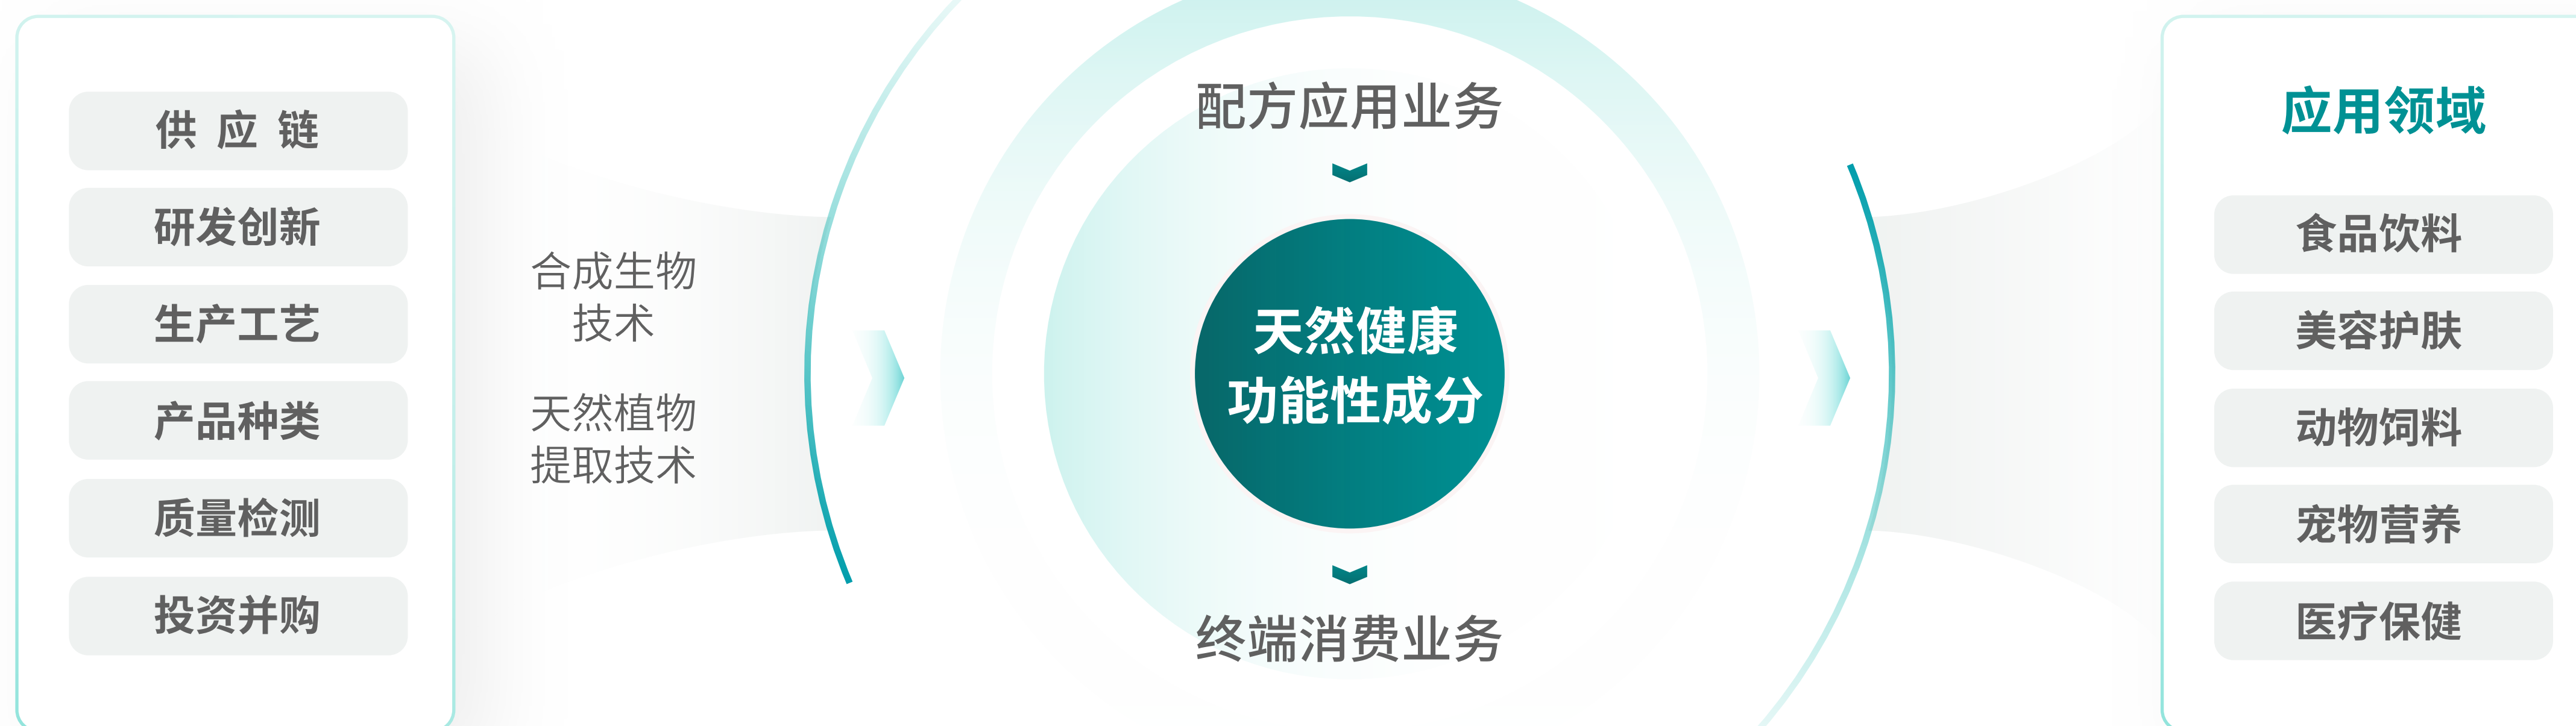 供 应 链
研发创新
生产工艺
产品种类
质量检测
投资并购
合成生物
技术
天然植物
提取技术
配方应用业务
天然健康
功能性成分
终端消费业务
应用领域
食品饮料
美容护肤
动物饲料
宠物营养
医疗保健